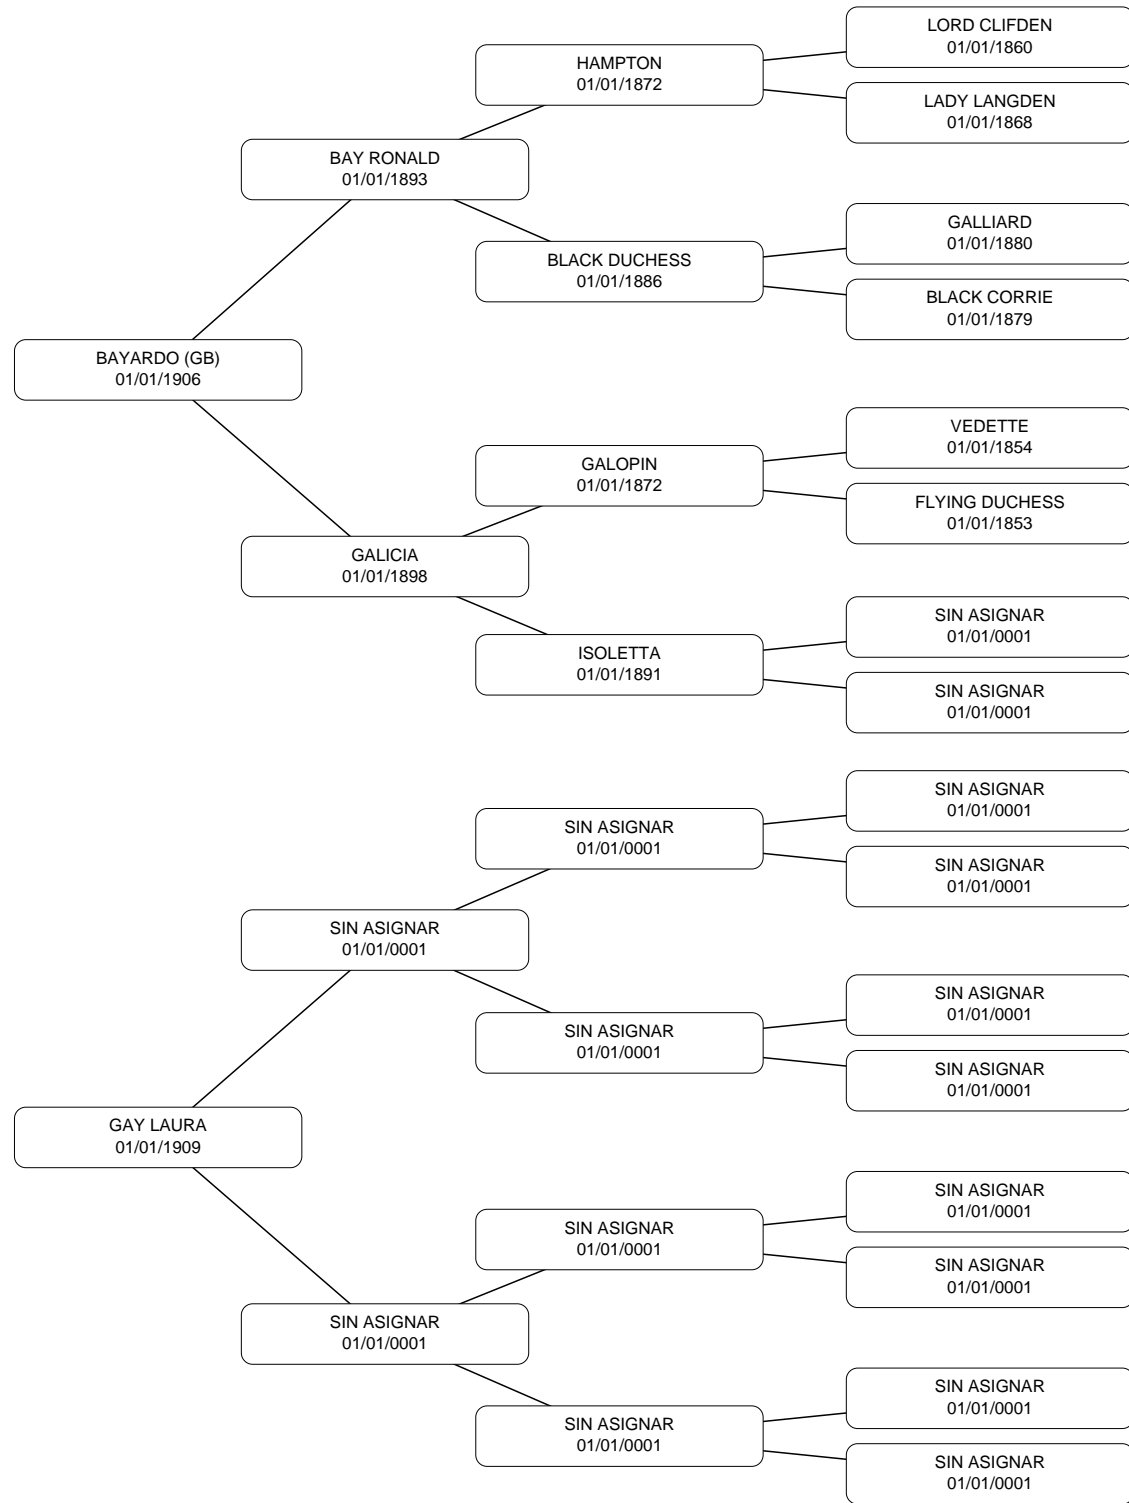 LORD CLIFDEN
01/01/1860
HAMPTON
01/01/1872
LADY LANGDEN
01/01/1868
BAY RONALD
01/01/1893
GALLIARD
01/01/1880
BLACK DUCHESS
01/01/1886
BLACK CORRIE
01/01/1879
BAYARDO (GB)
01/01/1906
VEDETTE
01/01/1854
GALOPIN
01/01/1872
FLYING DUCHESS
01/01/1853
GALICIA
01/01/1898
SIN ASIGNAR
01/01/0001
ISOLETTA
01/01/1891
SIN ASIGNAR
01/01/0001
SIN ASIGNAR
01/01/0001
SIN ASIGNAR
01/01/0001
SIN ASIGNAR
01/01/0001
SIN ASIGNAR
01/01/0001
SIN ASIGNAR
01/01/0001
SIN ASIGNAR
01/01/0001
SIN ASIGNAR
01/01/0001
GAY LAURA
01/01/1909
SIN ASIGNAR
01/01/0001
SIN ASIGNAR
01/01/0001
SIN ASIGNAR
01/01/0001
SIN ASIGNAR
01/01/0001
SIN ASIGNAR
01/01/0001
SIN ASIGNAR
01/01/0001
SIN ASIGNAR
01/01/0001